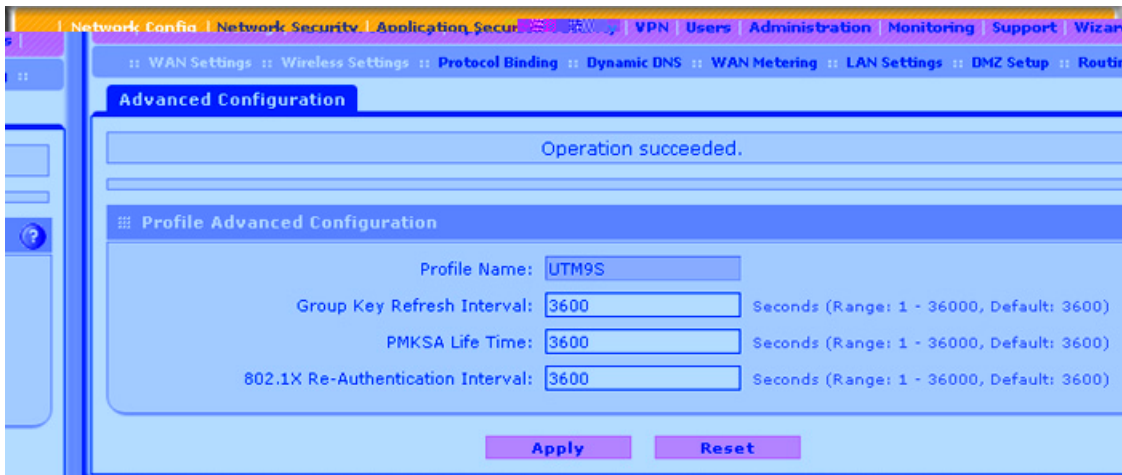 Network Config | Network Security | Application Secur VPN | Users | Administration | Monitoring | Support | Wizar
:: WAN Settings :: Wireless Settings :: Protocol Binding :: Dynamic DNS :: WAN Metering :: LAN Settings :: DMZ Setup :: Routin
Advanced Configuration
Operation succeeded.
Profile Advanced Configuration
?
Profile Name: UTM9S
Group Key Refresh Interval: 3600 Seconds (Range: 1 - 36000, Default: 3600)
PMKSA Life Time: 3600 Seconds (Range: 1 - 36000, Default: 3600)
802.1X Re-Authentication Interval: 3600 Seconds (Range: 1 - 36000, Default: 3600)
Apply Reset